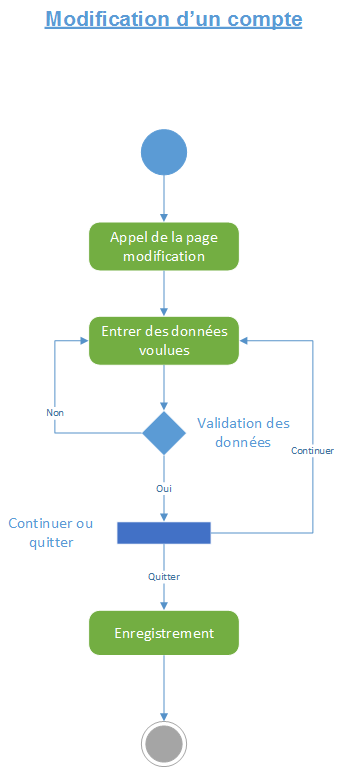 Modification d'un compte
Appel de la page
modification
Entrer des données
voulues
Non
Validation des
données
Continuer
Oui
Continuer ou
quitter
Quitter
Enregistrement